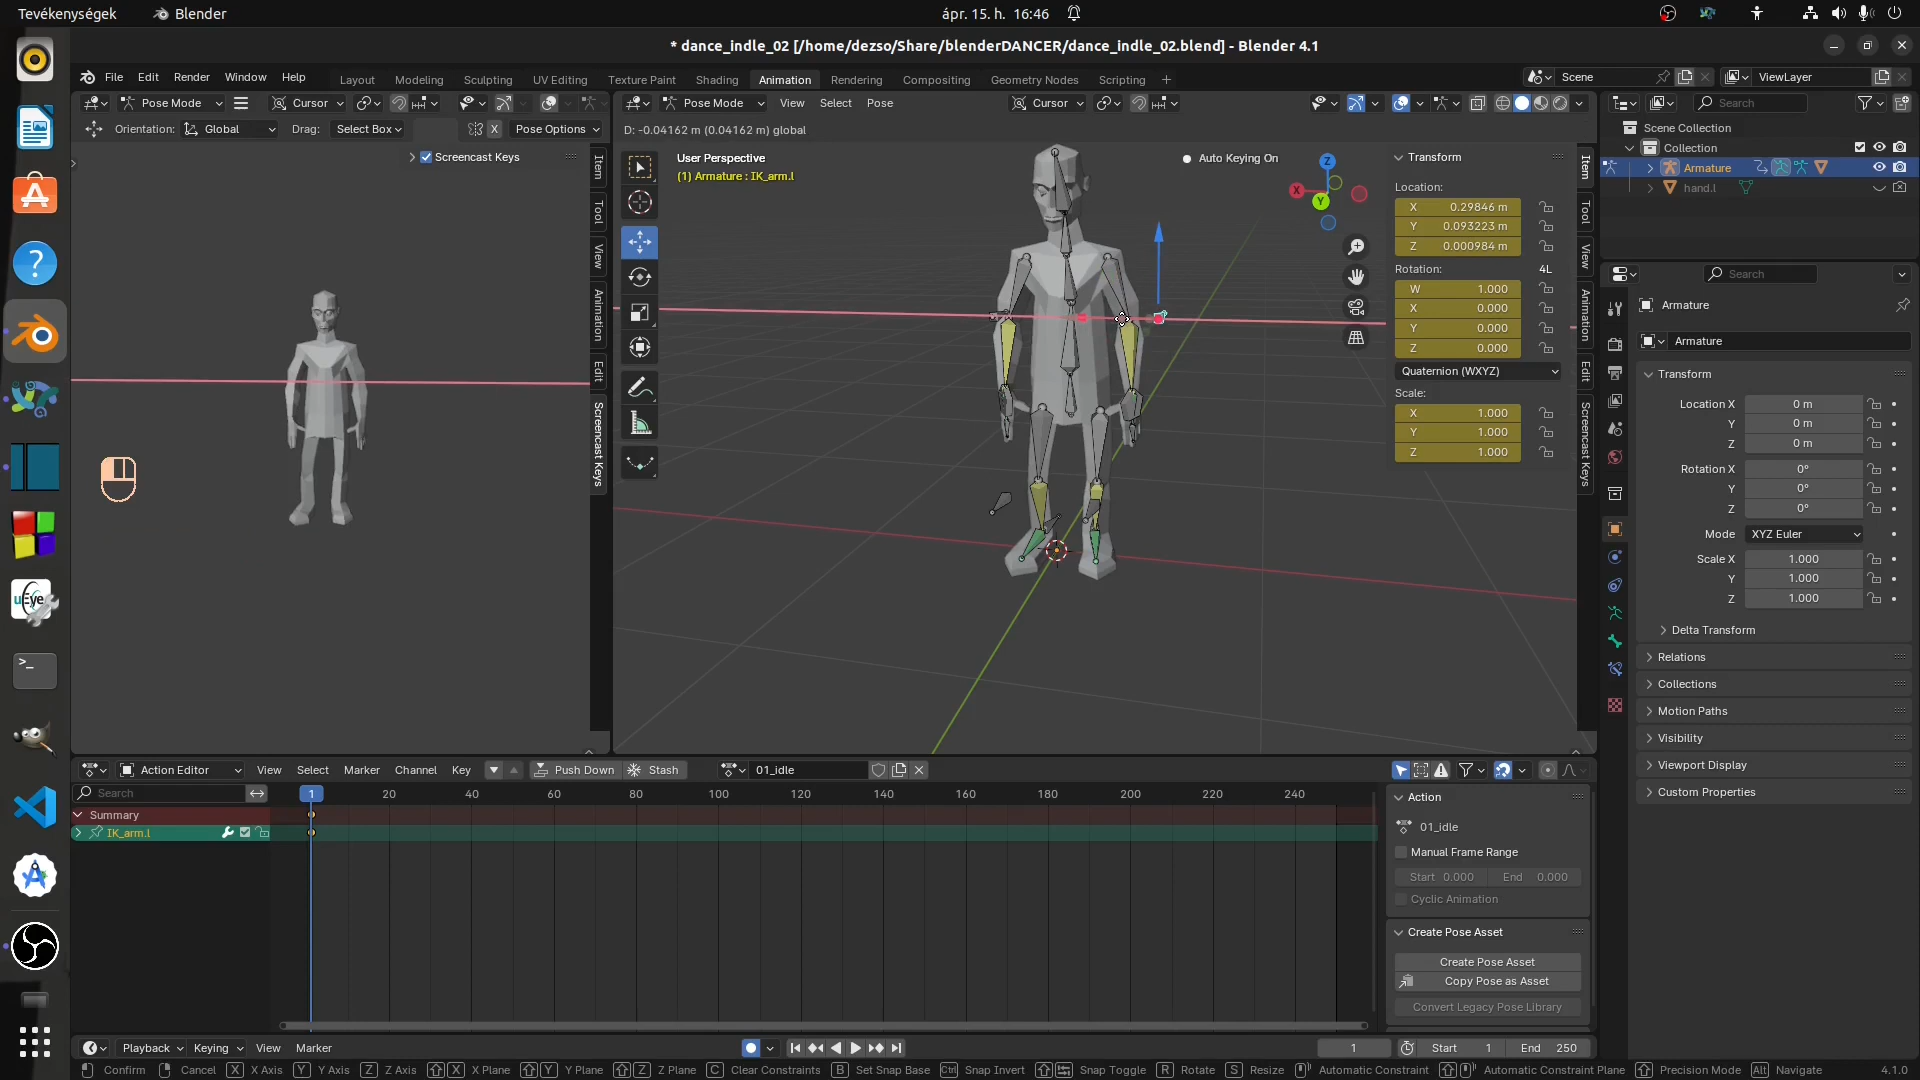 Tevékenységek
Blender
ápr. 15. h. 16:46
* dance_indle_02 [/home/dezso/Share/blenderDANCER/dance_indle_02.blend] - Blender 4.1
File Edit Render Window Help
Layout Modeling Sculpting UV Editing Texture Paint Shading Animation Rendering Compositing Geometry Nodes Scripting +
Scene
ViewLayer
Pose Mode
Cursor
Pose Mode View Select Pose
Cursor
Search
Orientation: Global Drag: Select Box
X
Pose Options
D: -0.04162 m (0.04162 m) global
Scene Collection
Collection
Armature
hand.l
Screencast Keys
Item
Tool
View
Animation
Edit
Screencast Keys
User Perspective
(1) Armature : IK_arm.l
Auto Keying On
Z
X
Y
Transform
Location:
X 0.29846 m
Y 0.093223 m
Z 0.000984 m
Rotation: 4L
W 1.000
X 0.000
Y 0.000
Z 0.000
Quaternion (WXYZ)
Scale:
X 1.000
Y 1.000
Z 1.000
Item
Tool
View
Animation
Edit
Screencast Keys
Search
Armature
Armature
Transform
Location X 0 m
Y 0 m
Z 0 m
Rotation X 0°
Y 0°
Z 0°
Mode XYZ Euler
Scale X 1.000
Y 1.000
Z 1.000
Delta Transform
Relations
Collections
Motion Paths
Visibility
Viewport Display
Custom Properties
uEye
Action Editor View Select Marker Channel Key
Push Down Stash
01_idle
Search
1 20 40 60 80 100 120 140 160 180 200 220 240
Summary
IK_arm.l
Action
01_idle
Manual Frame Range
Start 0.000 End 0.000
Cyclic Animation
Create Pose Asset
Create Pose Asset
Copy Pose as Asset
Convert Legacy Pose Library
Playback Keying View Marker
1
Start 1 End 250
Confirm Cancel X X Axis Y Y Axis Z Z Axis X X Plane Y Y Plane Z Z Plane C Clear Constraints B Set Snap Base Ctrl Snap Invert Snap Toggle R Rotate S Resize Automatic Constraint Automatic Constraint Plane Precision Mode Alt Navigate 4.1.0